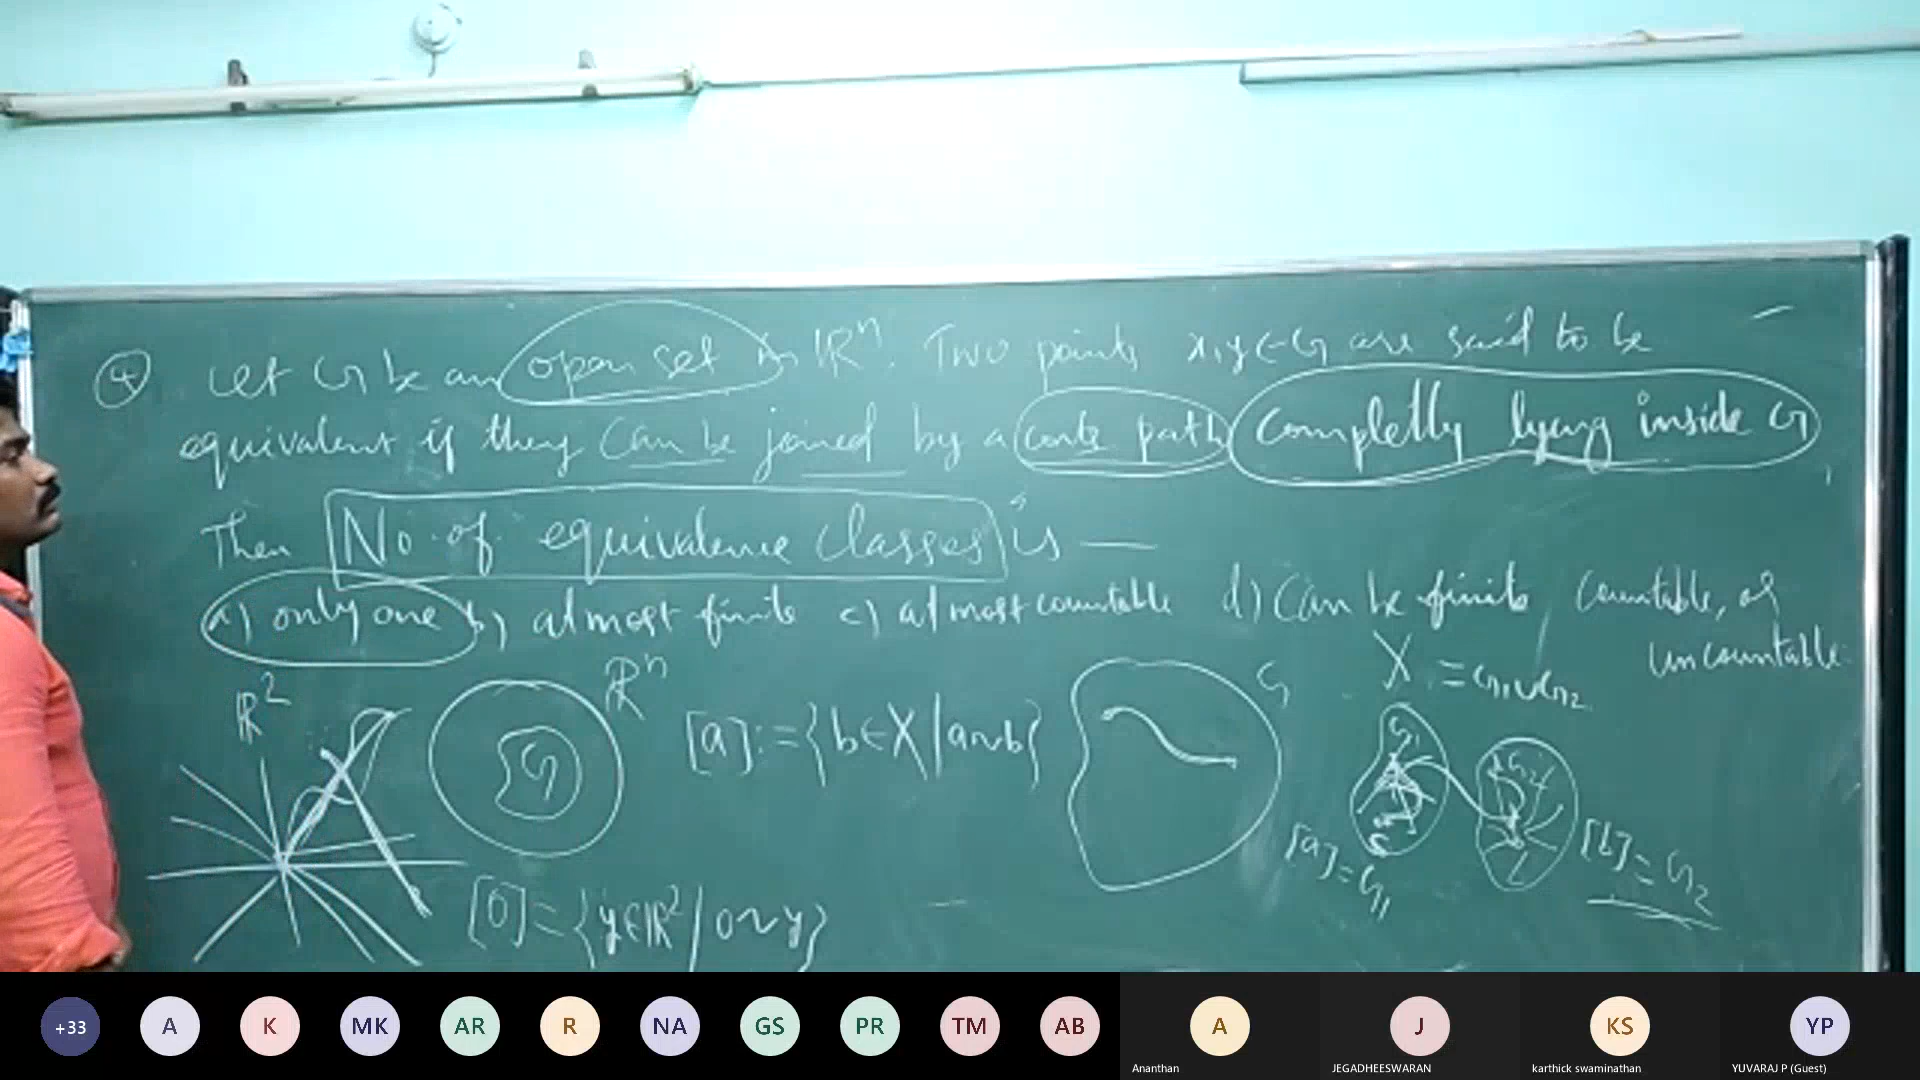 ④ Let G be an open set in ℝⁿ. Two points x,y∈G are said to be
equivalent if they can be joined by a conts path completly lying inside G
Then No. of equivalence classes is —
a) only one b) atmost finite c) atmost countable d) Can be finite countable, or
uncountable
ℝ²
ℝⁿ
G
[a]:={b∈X|a~b}
G
X = G₁∪G₂
G₁
G₂
[a]=G₁
[b]=G₂
[0]={y∈ℝ²/0~y}
+33 A K MK AR R NA GS PR TM AB A J KS YP
Ananthan JEGADHEESWARAN karthick swaminathan YUVARAJ P (Guest)